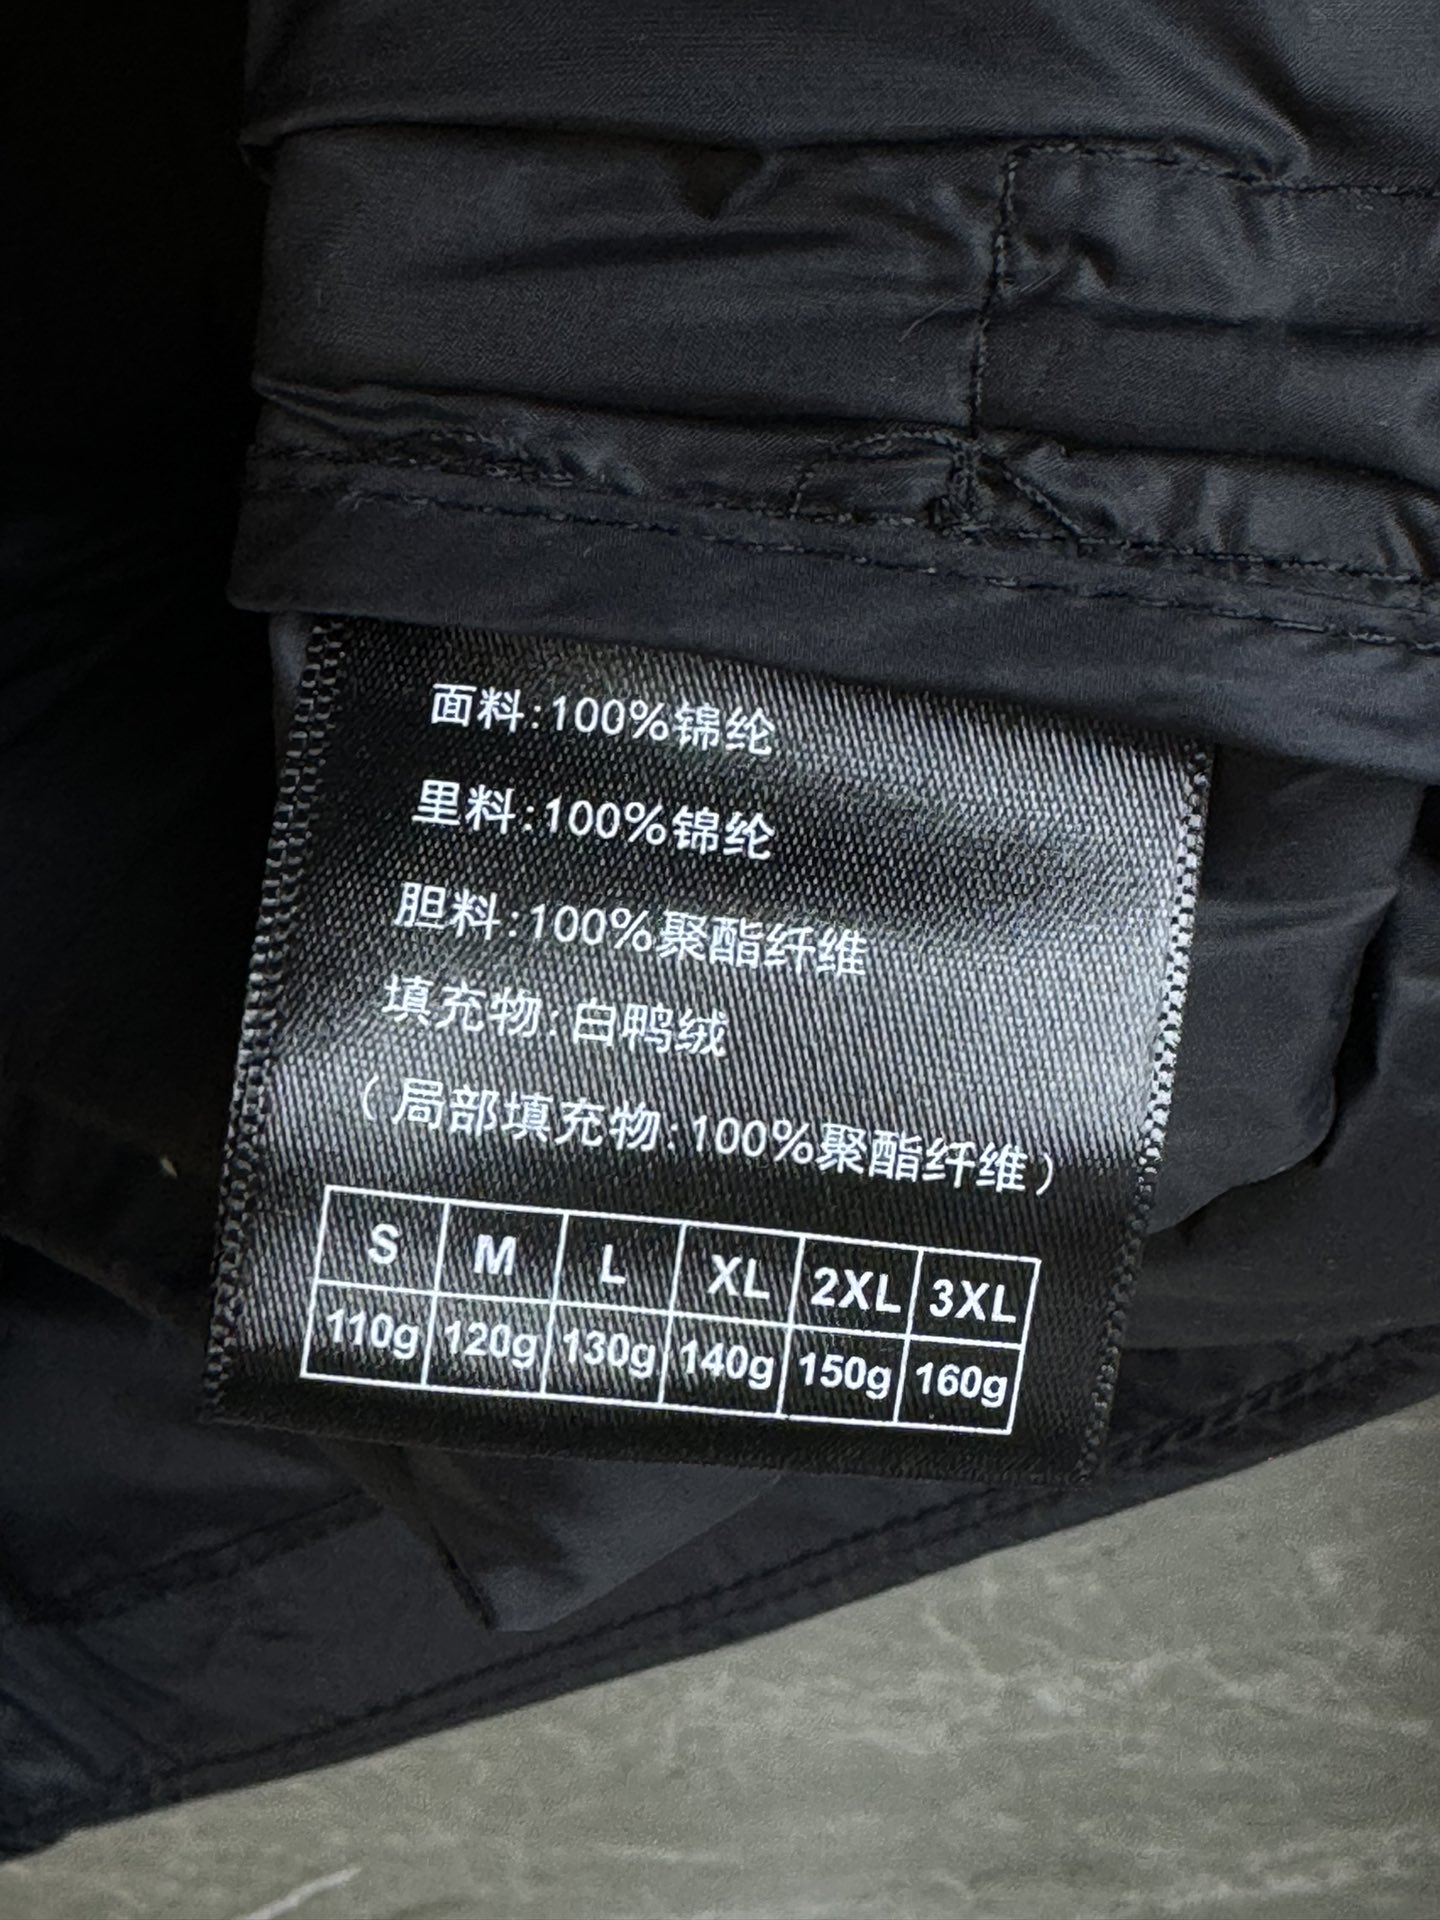 面料:100%锦纶
里料:100%锦纶
胆料:100%聚酯纤维
填充物:白鸭绒
(局部填充物:100%聚酯纤维)
S M L XL 2XL 3XL
110g 120g 130g 140g 150g 160g